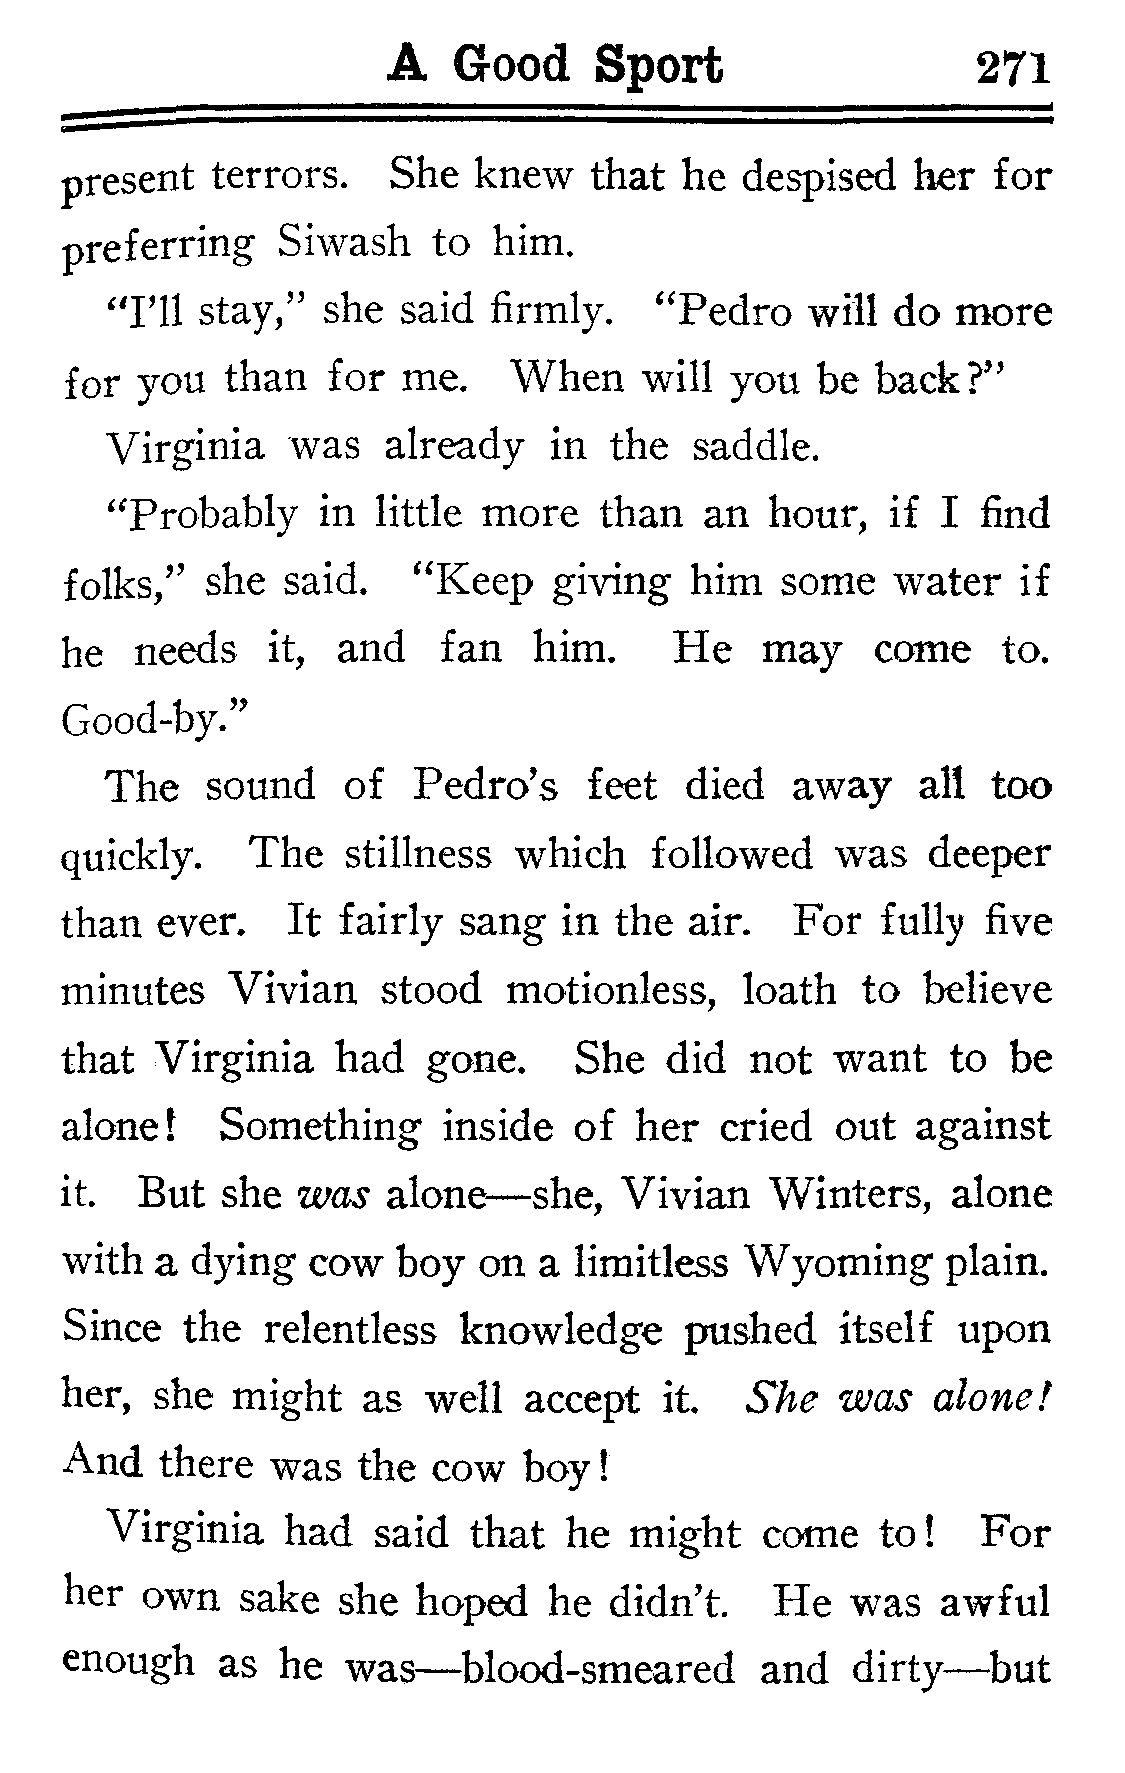 A Good Sport 271
present terrors. She knew that he despised her for
preferring Siwash to him.
“I’ll stay,” she said firmly. “Pedro will do more
for you than for me. When will you be back?”
Virginia was already in the saddle.
“Probably in little more than an hour, if I find
folks,” she said. “Keep giving him some water if
he needs it, and fan him. He may come to.
Good-by.”
The sound of Pedro’s feet died away all too
quickly. The stillness which followed was deeper
than ever. It fairly sang in the air. For fully five
minutes Vivian stood motionless, loath to believe
that Virginia had gone. She did not want to be
alone! Something inside of her cried out against
it. But she was alone—she, Vivian Winters, alone
with a dying cow boy on a limitless Wyoming plain.
Since the relentless knowledge pushed itself upon
her, she might as well accept it. She was alone!
And there was the cow boy!
Virginia had said that he might come to! For
her own sake she hoped he didn’t. He was awful
enough as he was—blood-smeared and dirty—but